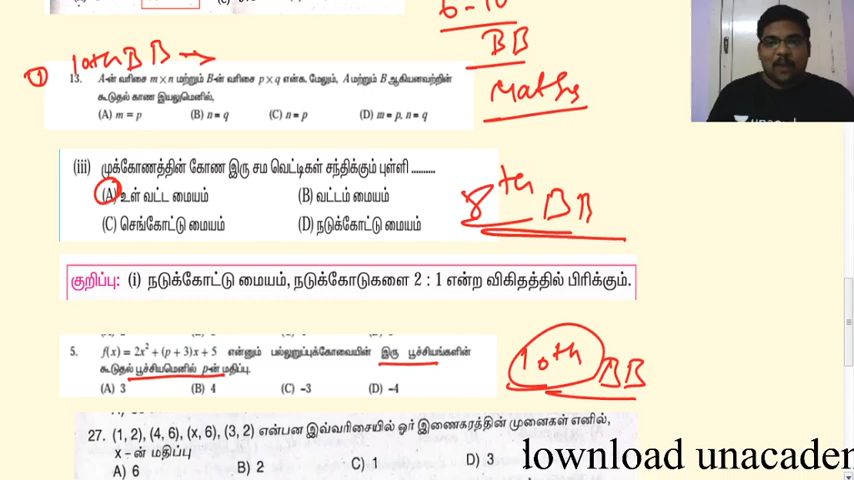 6-10
BB
Maths
① 10th BB →
13. A-ன் வரிசை m × n மற்றும் B-ன் வரிசை p × q என்க. மேலும், A மற்றும் B ஆகியனவற்றின்
கூடுதல் காண இயலுமெனில்,
(A) m = p (B) n = q (C) n = p (D) m = p, n = q
(iii) முக்கோணத்தின் கோண இரு சம வெட்டிகள் சந்திக்கும் புள்ளி ..........
(A) உள் வட்ட மையம் (B) வட்டம் மையம்
(C) செங்கோட்டு மையம் (D) நடுக்கோட்டு மையம்
8th BB
குறிப்பு: (i) நடுக்கோட்டு மையம், நடுக்கோடுகளை 2 : 1 என்ற விகிதத்தில் பிரிக்கும்.
5. f(x) = 2x² + (p + 3)x + 5 என்னும் பல்லுறுப்புக்கோவையின் இரு பூச்சியங்களின்
கூடுதல் பூச்சியமெனில் p-ன் மதிப்பு.
(A) 3 (B) 4 (C) −3 (D) −4
10th BB
27. (1, 2), (4, 6), (x, 6), (3, 2) என்பன இவ்வரிசையில் ஓர் இணைகரத்தின் முனைகள் எனில்,
x -ன் மதிப்பு
A) 6 B) 2 C) 1 D) 3
ownload unacaden